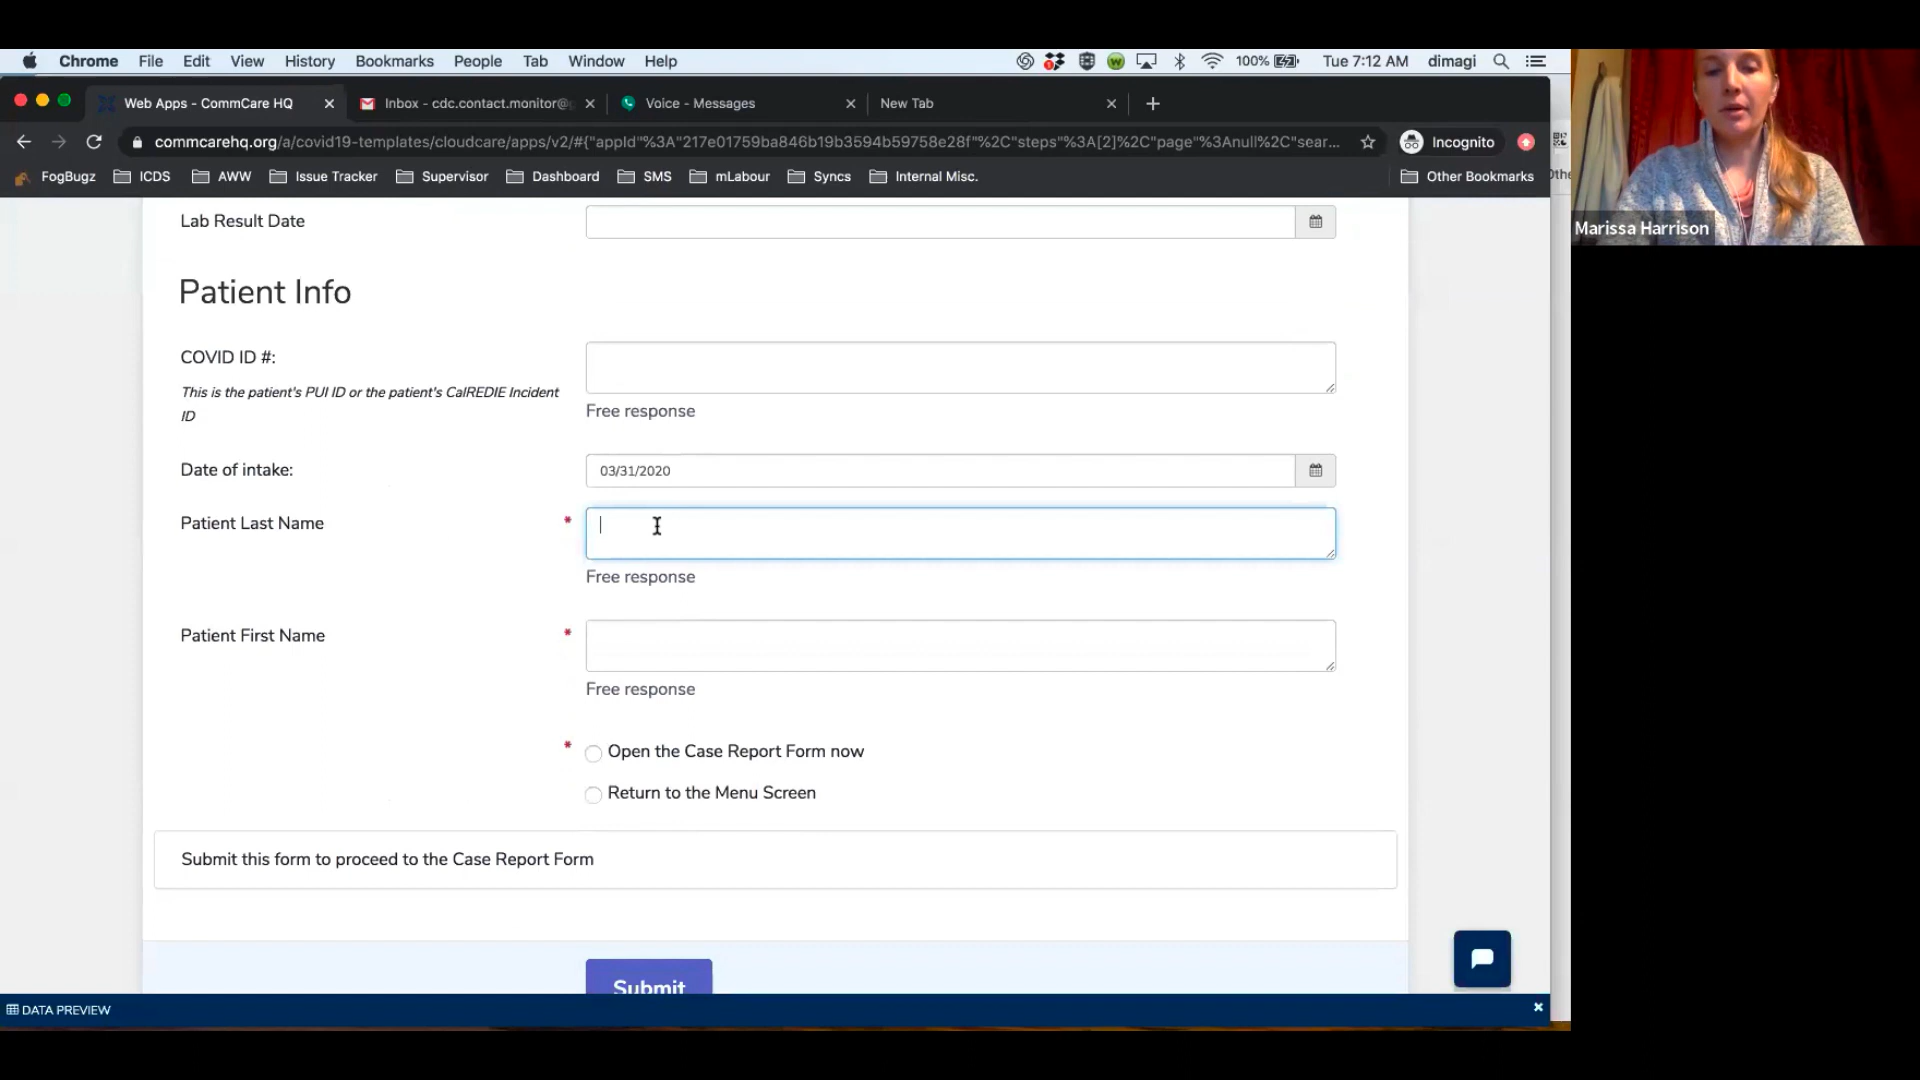 Chrome File Edit View History Bookmarks People Tab Window Help 100% Tue 7:12 AM dimagi
Web Apps - CommCare HQ Inbox - cdc.contact.monitor@g Voice - Messages New Tab
commcarehq.org/a/covid19-templates/cloudcare/apps/v2/#{"appId"%3A"217e01759ba846b19b3594b59758e28f"%2C"steps"%3A[2]%2C"page"%3Anull%2C"sear... Incognito
FogBugz ICDS AWW Issue Tracker Supervisor Dashboard SMS mLabour Syncs Internal Misc. Other Bookmarks
Marissa Harrison
Lab Result Date
Patient Info
COVID ID #:
This is the patient's PUI ID or the patient's CalREDIE Incident
ID
Free response
Date of intake: 03/31/2020
Patient Last Name *
Free response
Patient First Name *
Free response
* Open the Case Report Form now
Return to the Menu Screen
Submit this form to proceed to the Case Report Form
Submit
DATA PREVIEW